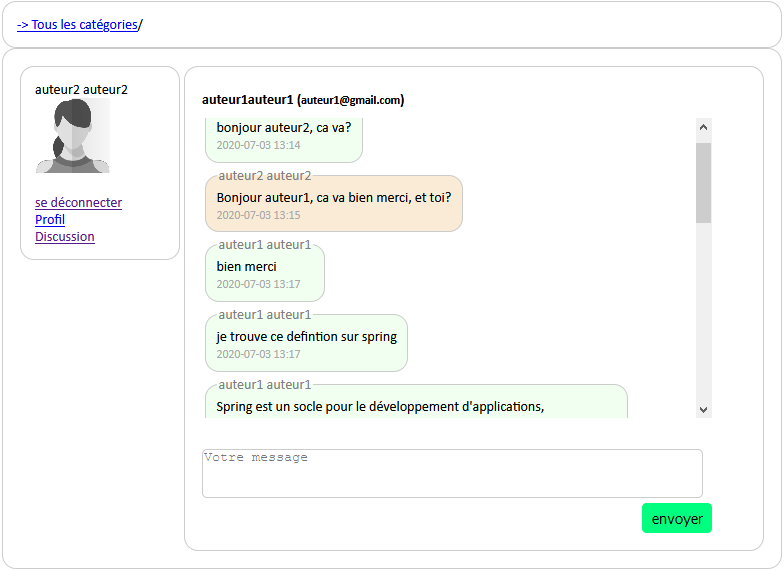 -> Tous les catégories/
auteur2 auteur2
se déconnecter
Profil
Discussion
auteur1auteur1 (auteur1@gmail.com)
bonjour auteur2, ca va?
2020-07-03 13:14
auteur2 auteur2
Bonjour auteur1, ca va bien merci, et toi?
2020-07-03 13:15
auteur1 auteur1
bien merci
2020-07-03 13:17
auteur1 auteur1
je trouve ce defintion sur spring
2020-07-03 13:17
auteur1 auteur1
Spring est un socle pour le développement d'applications,
Votre message
envoyer